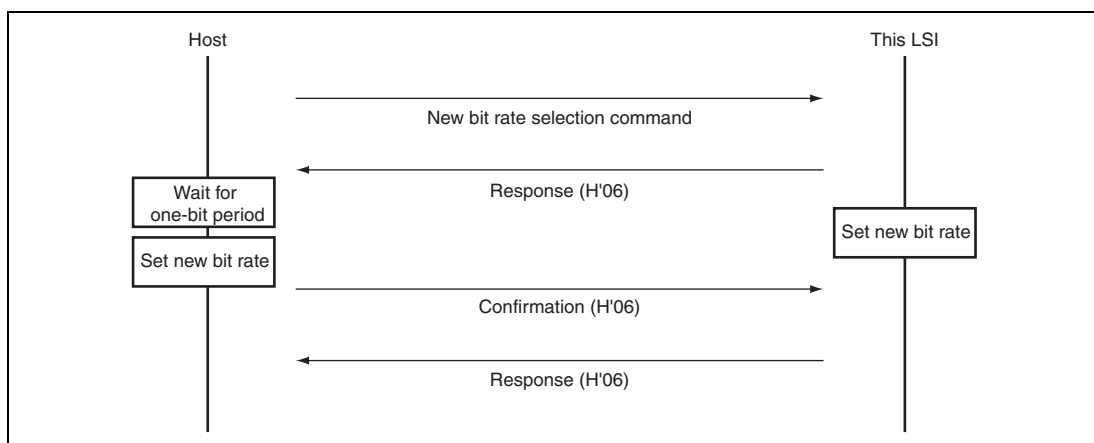 Host
This LSI
New bit rate selection command
Response (H'06)
Wait for
one-bit period
Set new bit rate
Set new bit rate
Confirmation (H'06)
Response (H'06)